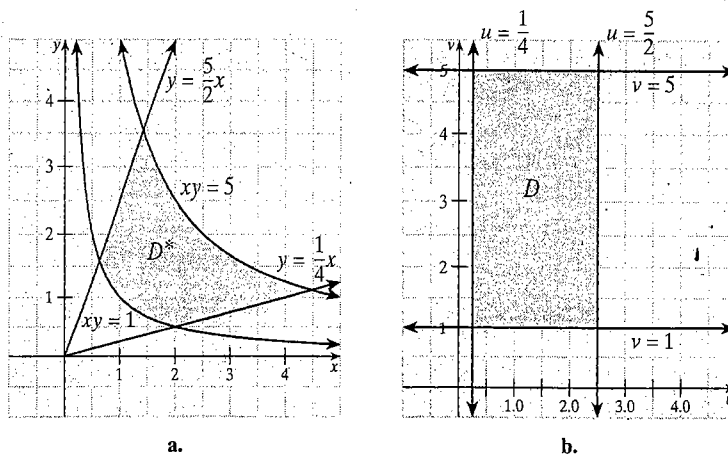 y
4
3
2
1
y = 5/2 x
xy = 5
D*
y = 1/4 x
xy = 1
1 2 3 4 x
a.
v
u = 1/4
u = 5/2
5
v = 5
4
3
D
2
1
v = 1
1.0 2.0 3.0 4.0
b.